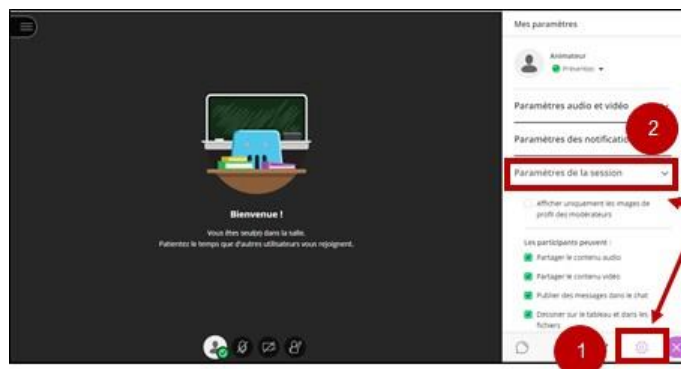 Mes paramètres
Animateur
Présent(e)
Paramètres audio et vidéo
2
Paramètres des notificatio
Paramètres de la session
Afficher uniquement les images de
profil des modérateurs
Bienvenue !
Vous êtes seul(e) dans la salle.
Patientez le temps que d'autres utilisateurs vous rejoignent.
Les participants peuvent :
Partager le contenu audio
Partager le contenu vidéo
Publier des messages dans le chat
Dessiner sur le tableau et dans les
fichiers
1